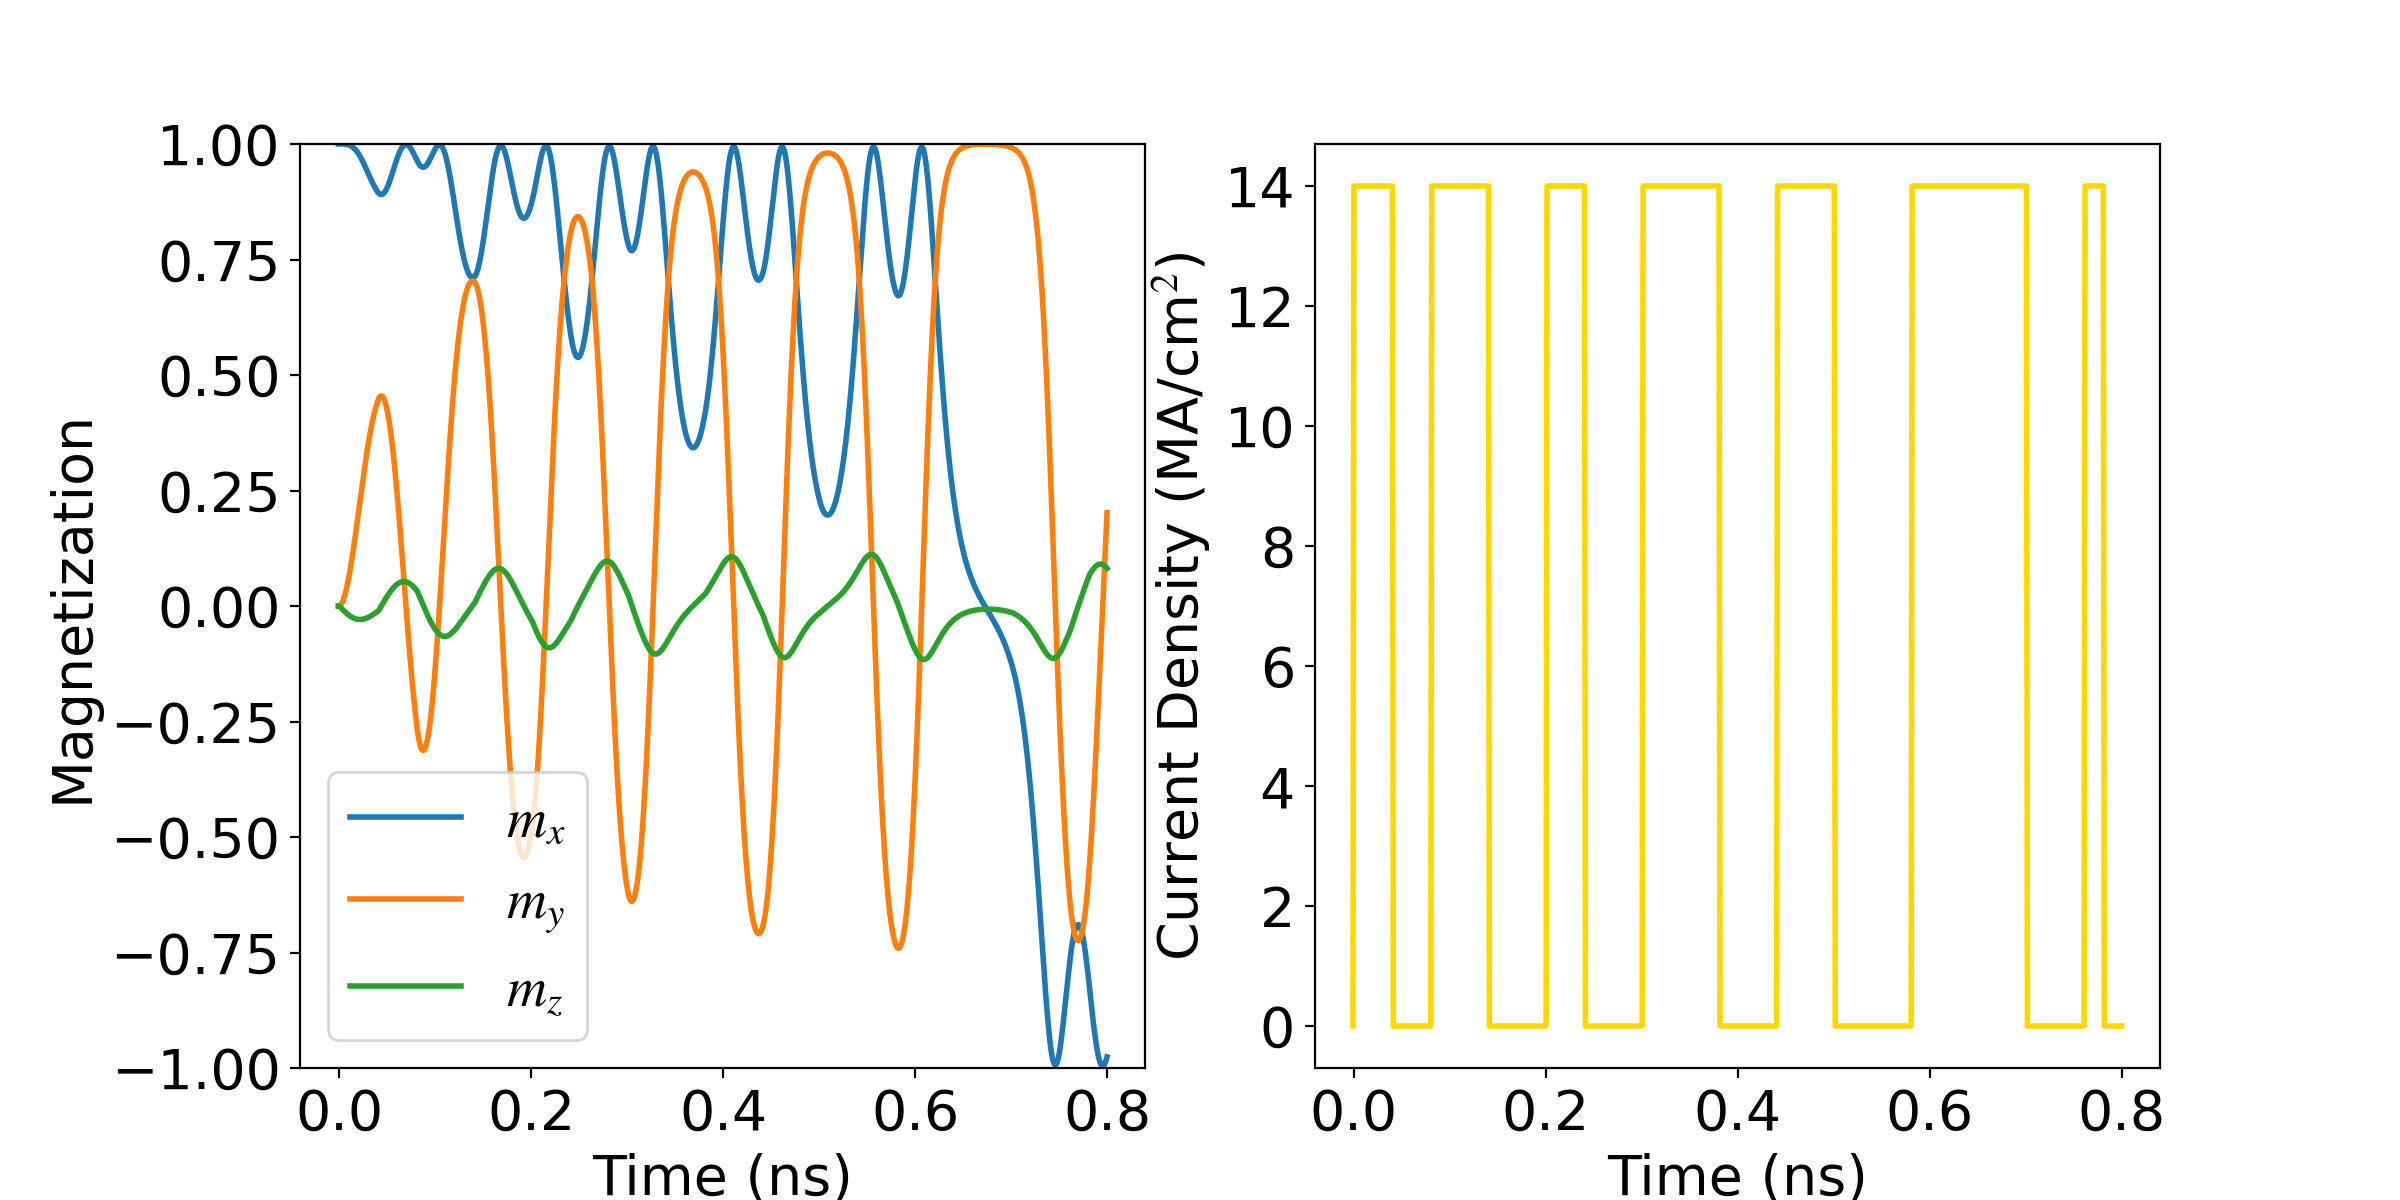 Magnetization
1.00
0.75
0.50
0.25
0.00
−0.25
−0.50
−0.75
−1.00
0.0 0.2 0.4 0.6 0.8
Time (ns)
mₓ
m_y
m_z
Current Density (MA/cm²)
14
12
10
8
6
4
2
0
0.0 0.2 0.4 0.6 0.8
Time (ns)